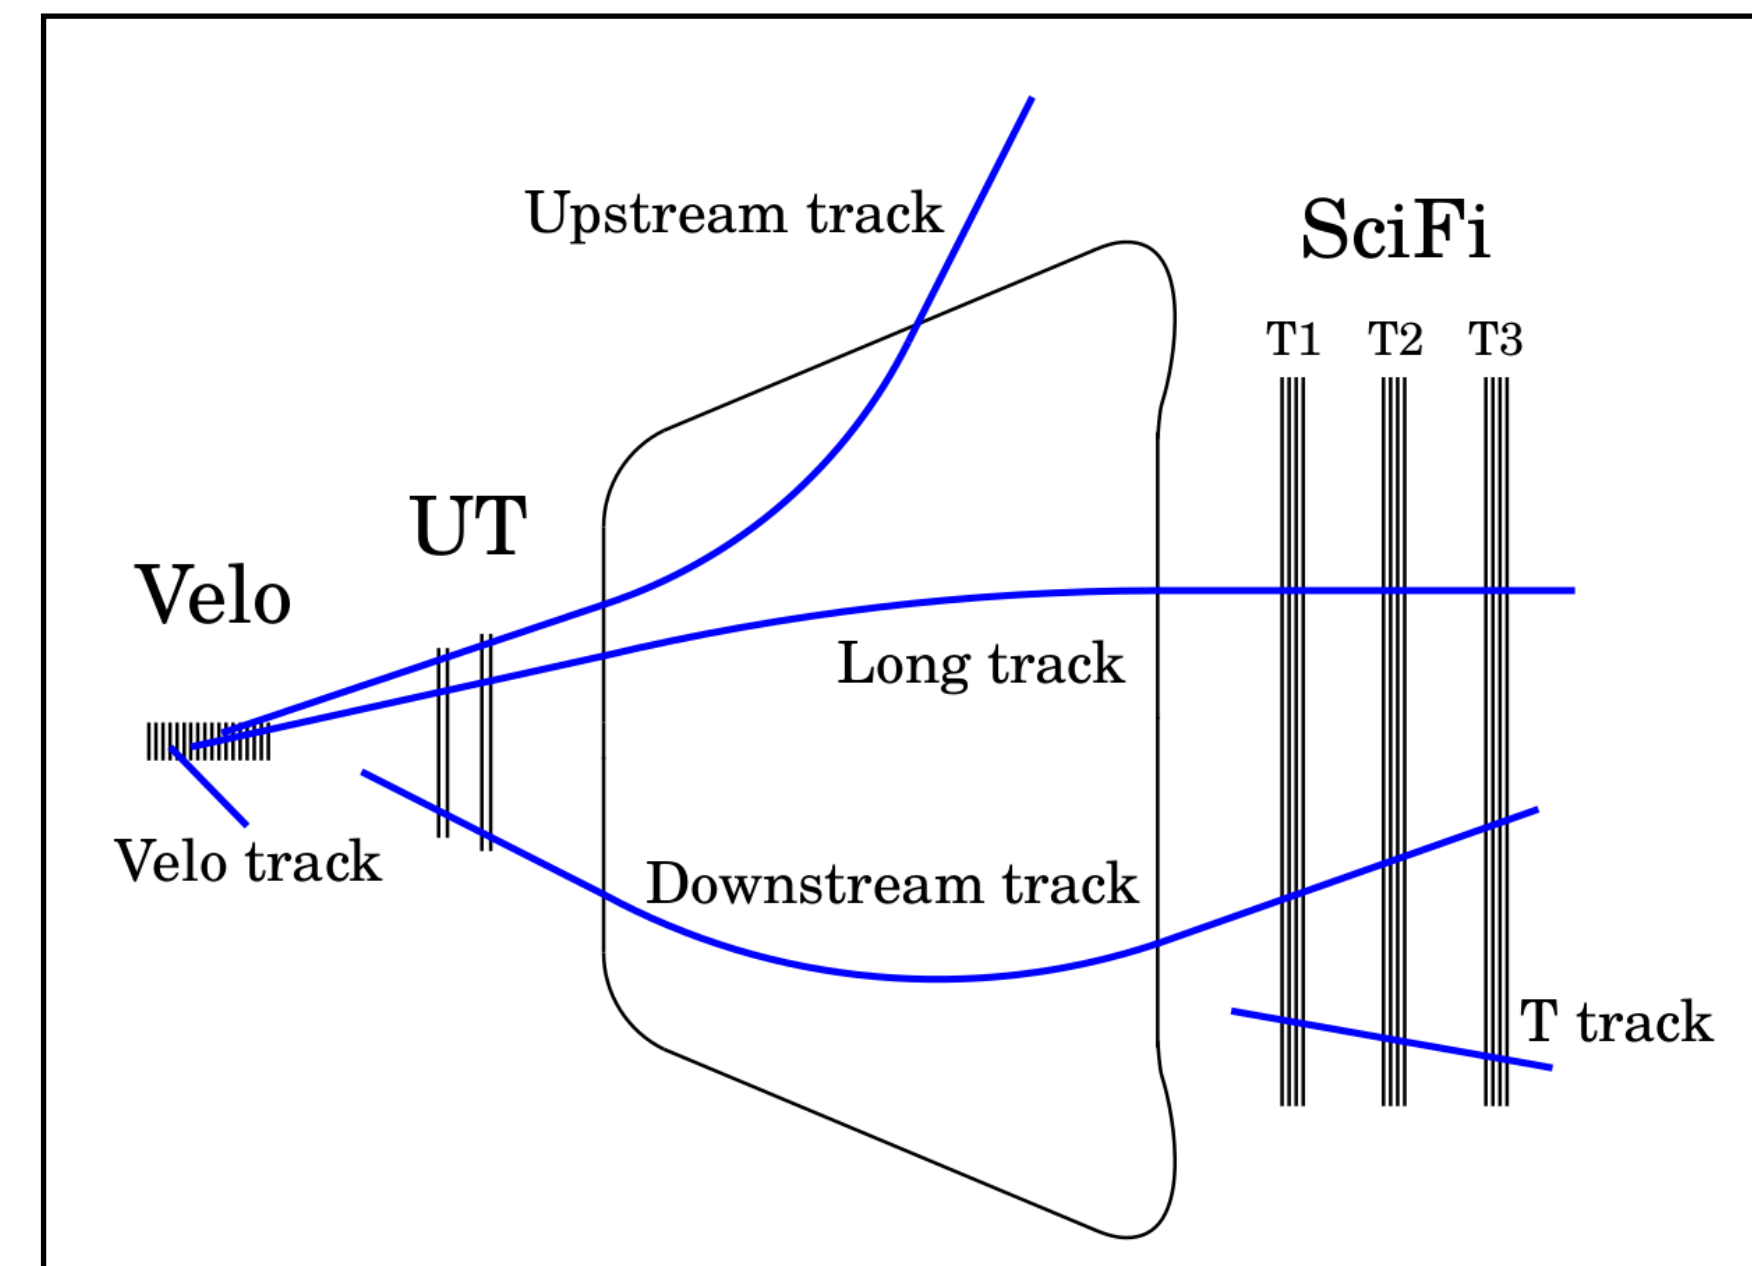 Upstream track
SciFi
T1 T2 T3
UT
Velo
Long track
Velo track
Downstream track
T track